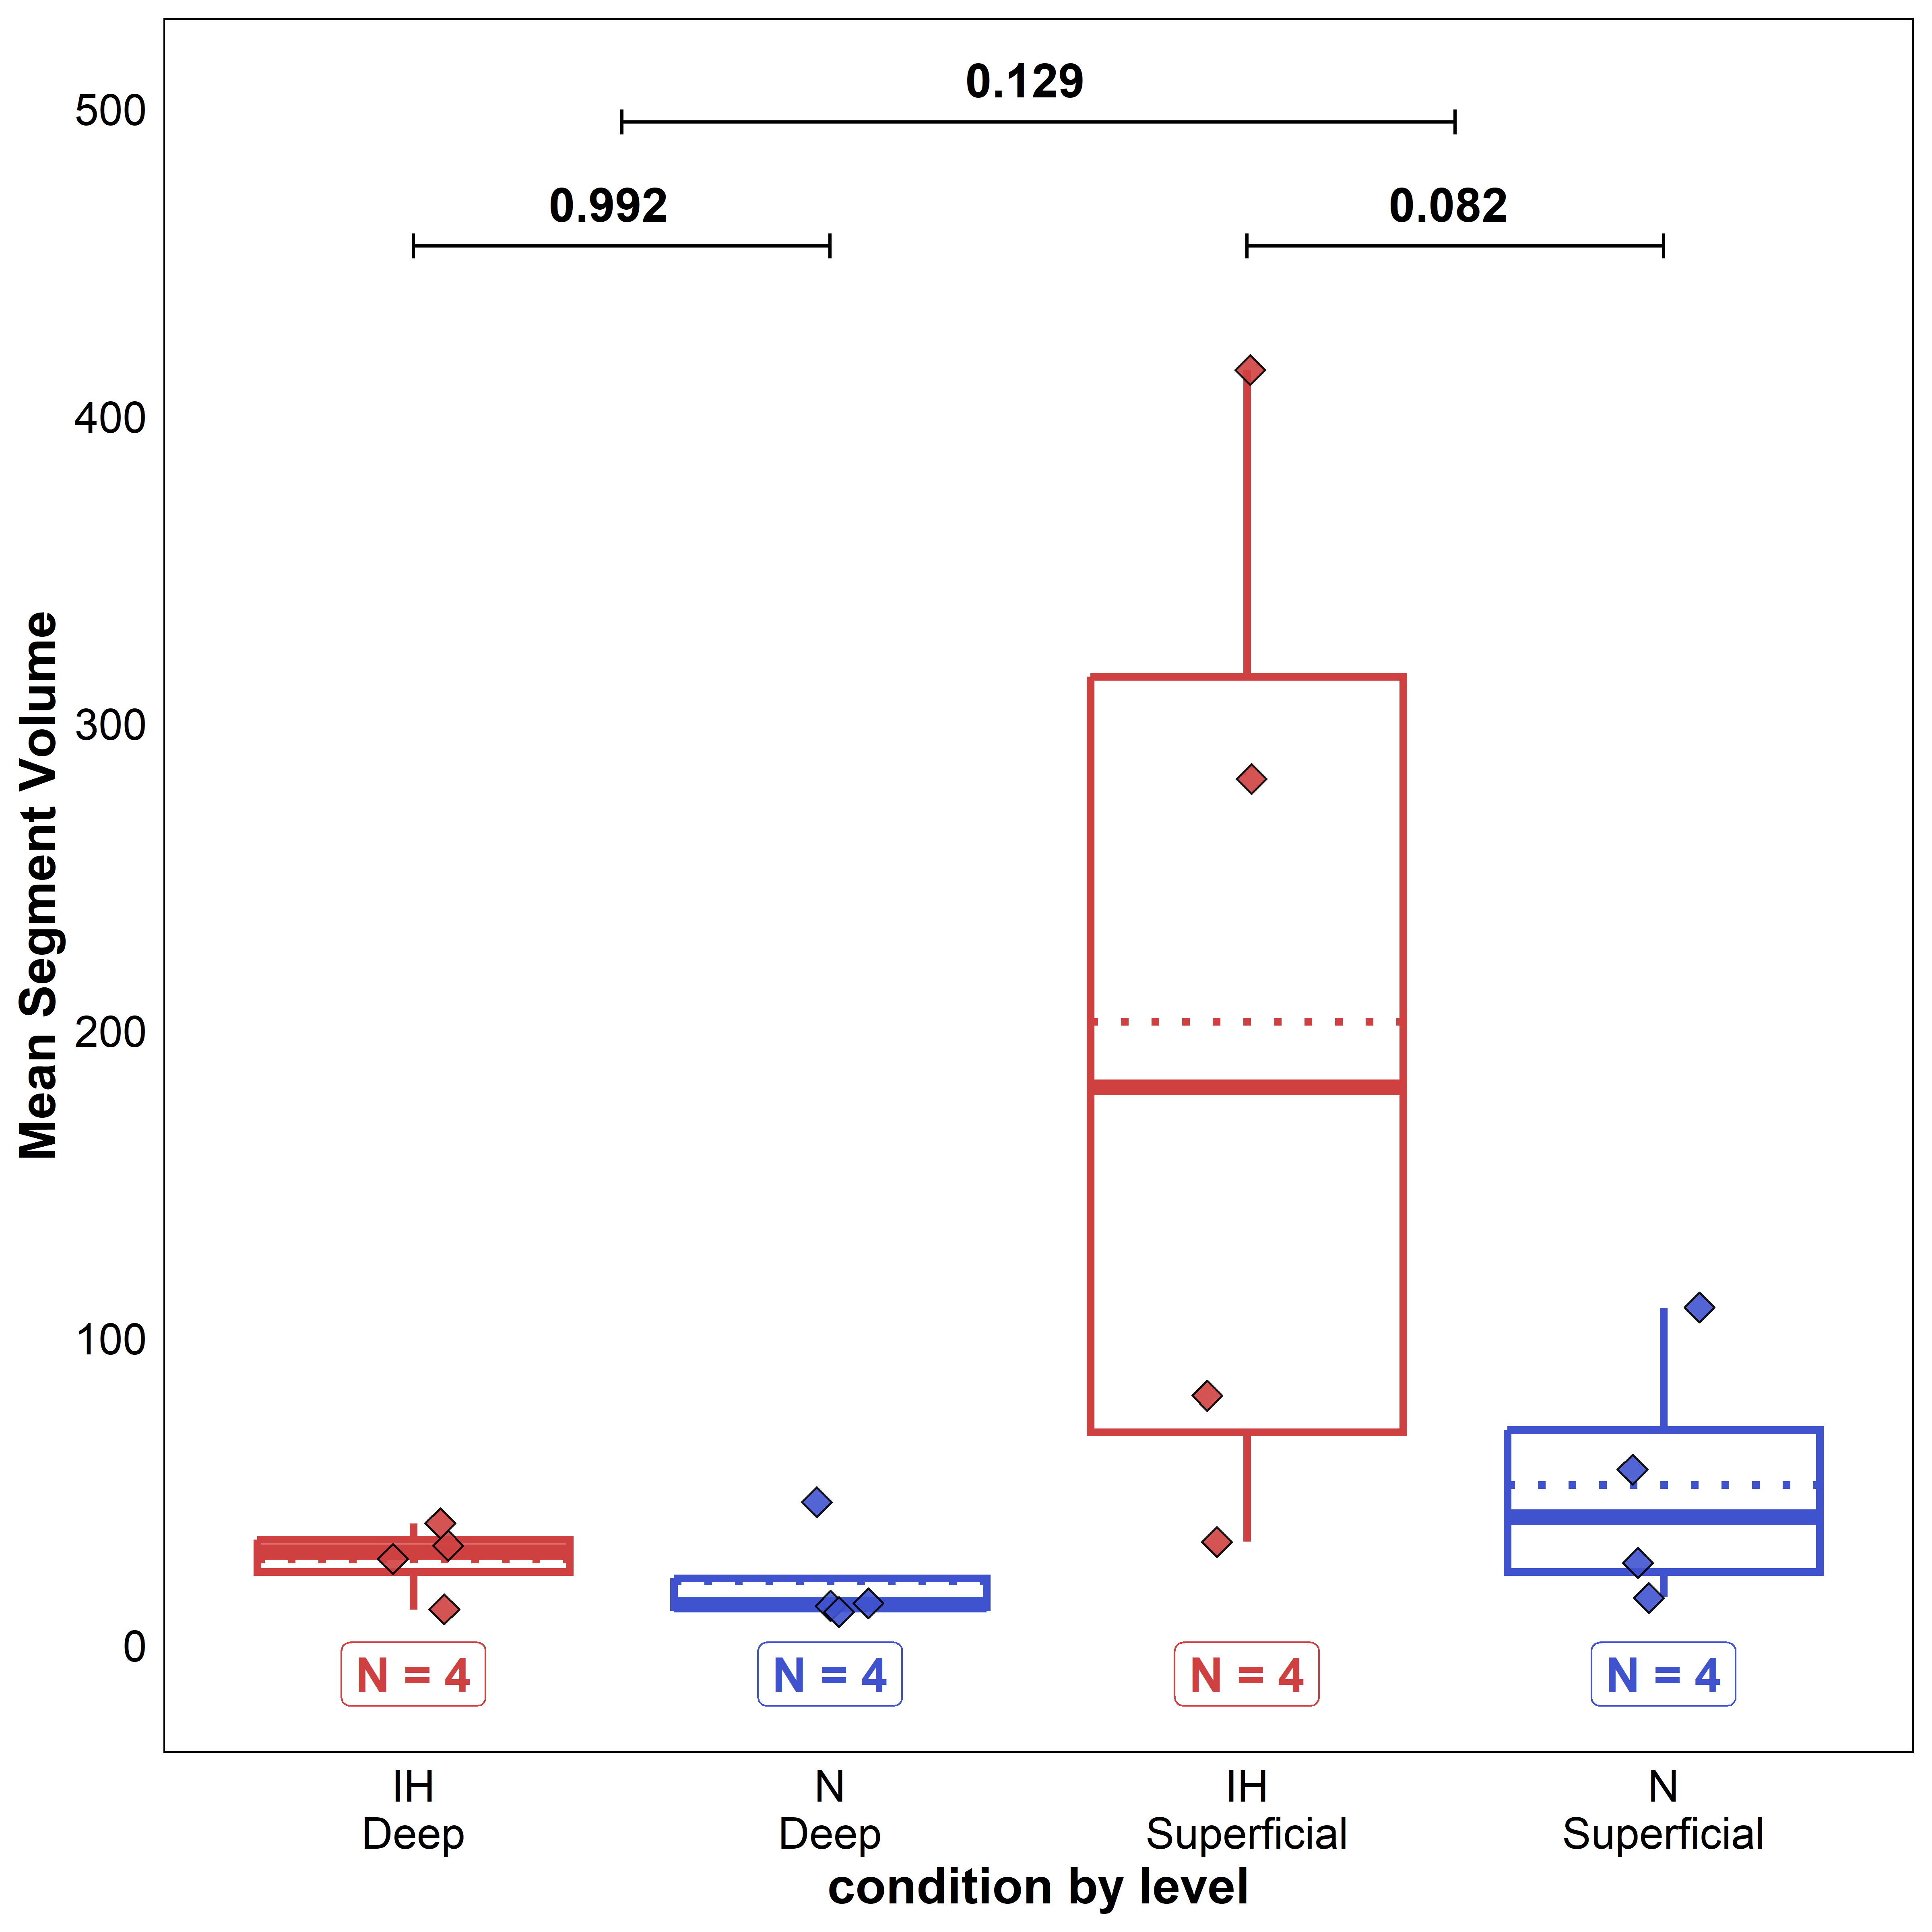 0.129
0.992
0.082
500
400
300
200
100
0
Mean Segment Volume
N = 4
N = 4
N = 4
N = 4
IH
Deep
N
Deep
IH
Superficial
N
Superficial
condition by level